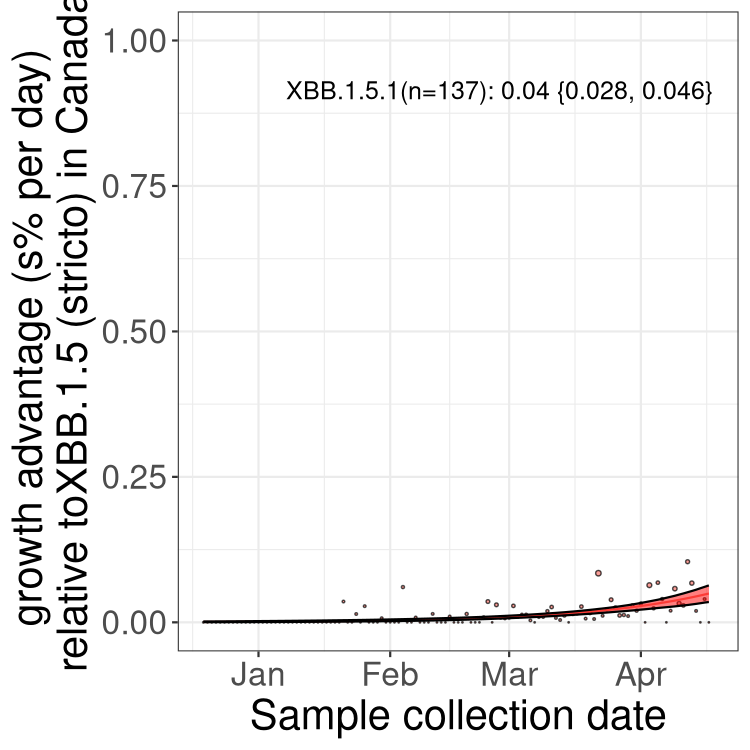 growth advantage (s% per day)
relative toXBB.1.5 (stricto) in Canada
1.00
0.75
0.50
0.25
0.00
XBB.1.5.1(n=137): 0.04 {0.028, 0.046}
Jan Feb Mar Apr
Sample collection date